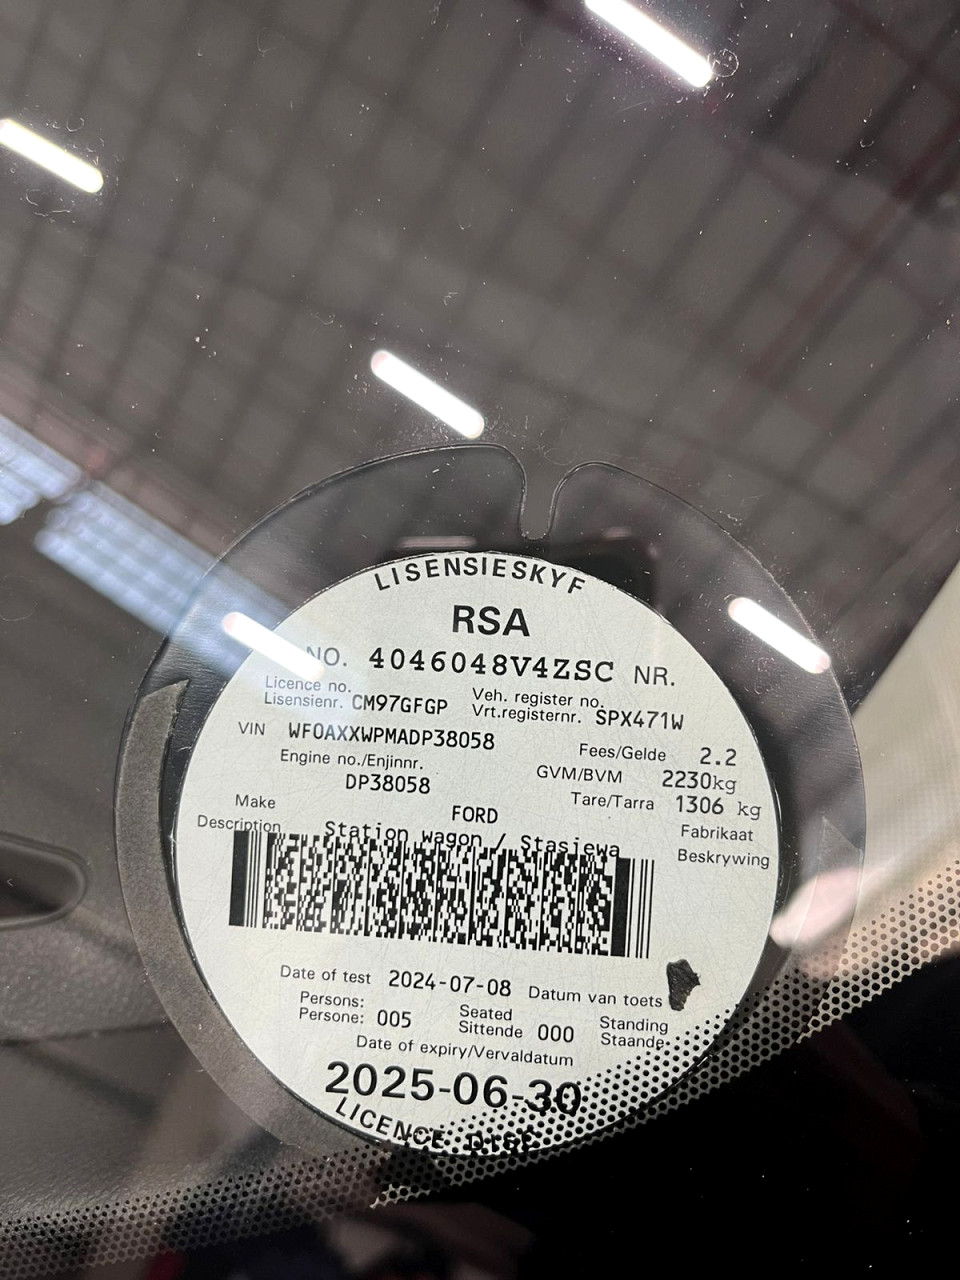 LISENSIESKYF
RSA
NO. 4046048V4ZSC NR.
Licence no. Veh. register no.
Lisensienr. CM97GFGP Vrt.registernr. SPX471W
VIN WF0AXXWPMADP38058 Fees/Gelde 2.2
Engine no./Enjinnr. GVM/BVM 2230kg
DP38058 Tare/Tarra 1306 kg
Make FORD Fabrikaat
Description Station wagon / Stasiewa Beskrywing
Date of test 2024-07-08 Datum van toets
Persons: Seated Standing
Persone: 005 Sittende 000 Staande
Date of expiry/Vervaldatum
2025-06-30
LICENCE DISC